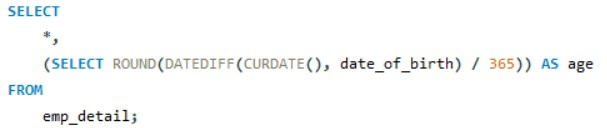 SELECT
*,
(SELECT ROUND(DATEDIFF(CURDATE(), date_of_birth) / 365)) AS age
FROM
emp_detail;